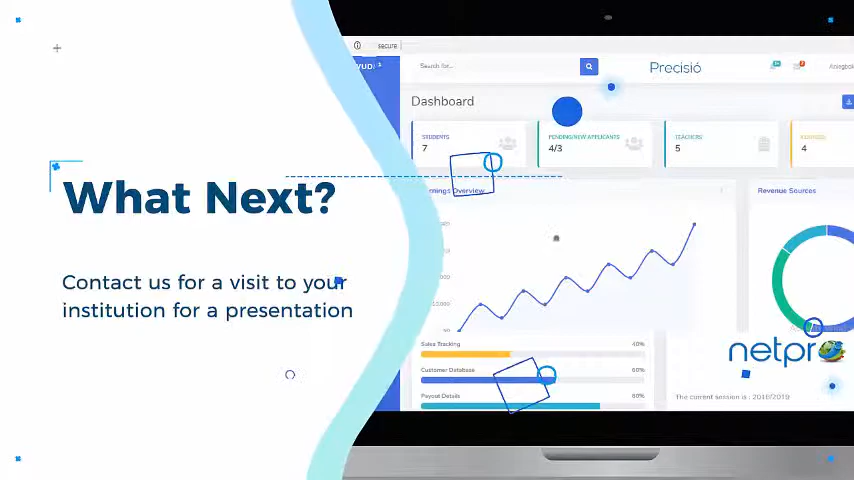 What Next?
Contact us for a visit to your
institution for a presentation
secure
Search for...
Precisió
Dashboard
STUDENTS
7
PENDING/NEW APPLICANTS
4/3
TEACHERS
5
4
Overview
Revenue Sources
Sales Tracking
40%
Customer Database
60%
Payout Details
80%
netpro
The current session is : 2018/2019